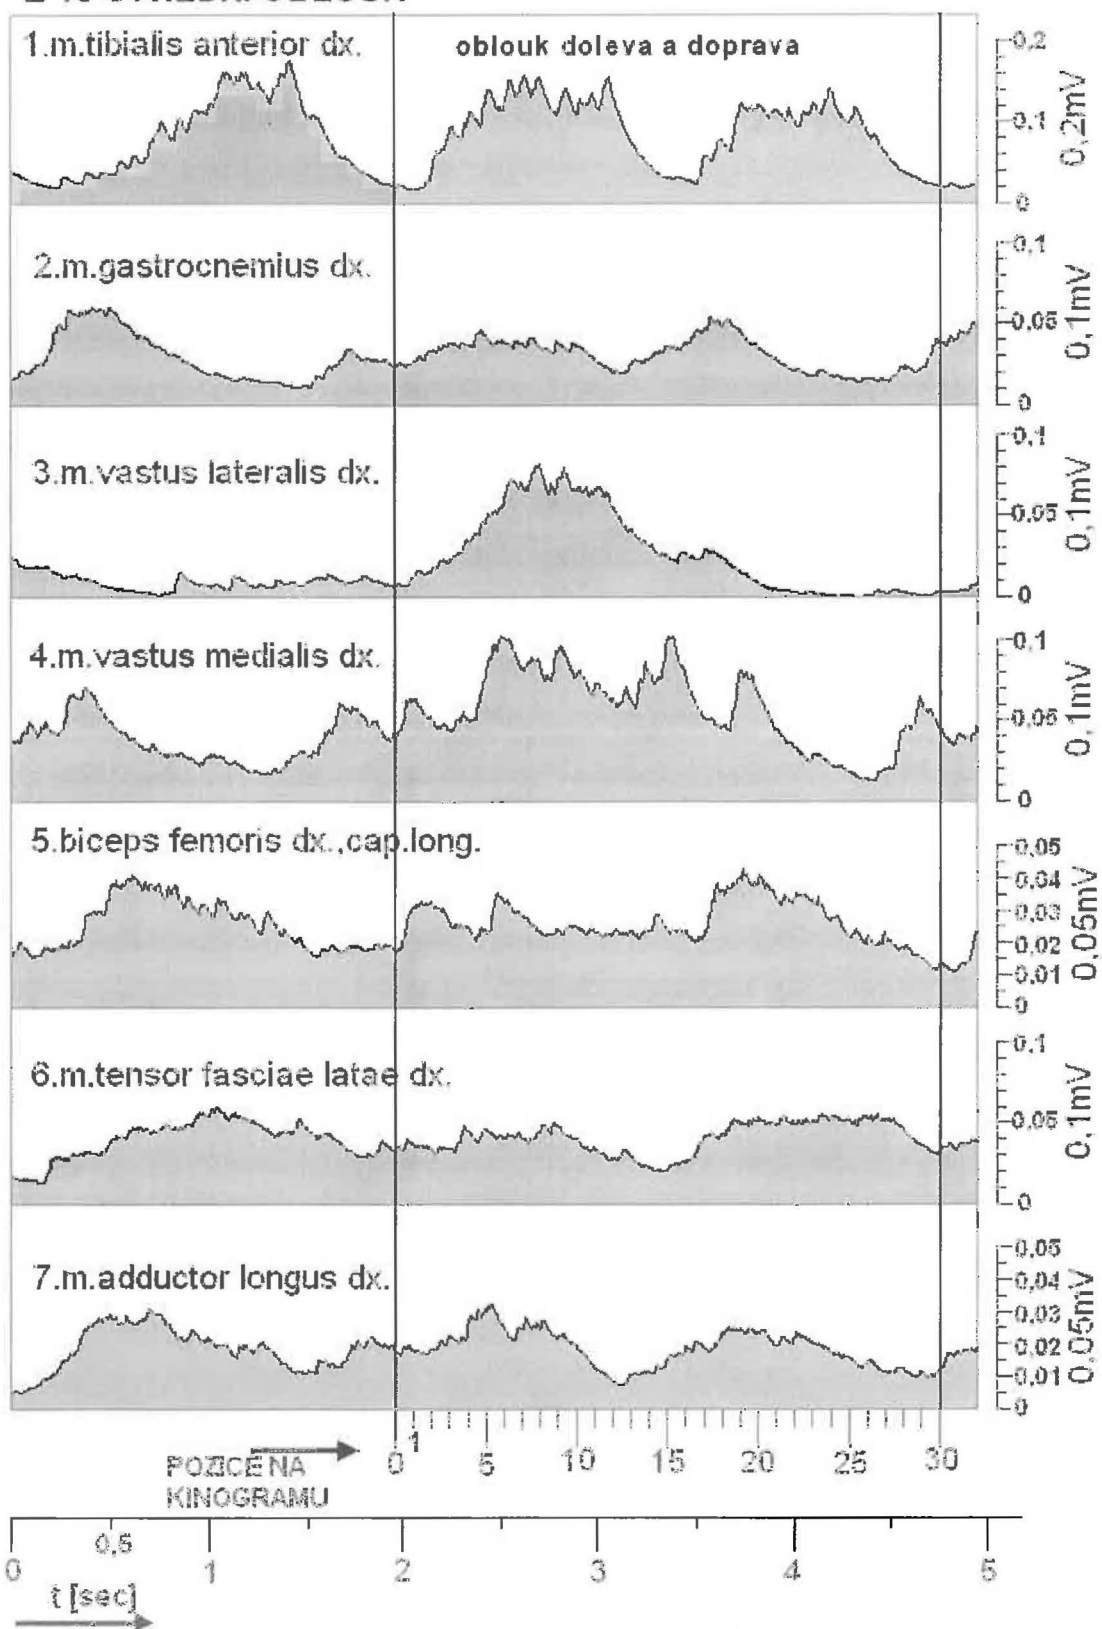 1.m.tibialis anterior dx.
oblouk doleva a doprava
0,2
0,1
0
0,2mV
2.m.gastrocnemius dx.
0,1
0,05
0
0,1mV
3.m.vastus lateralis dx.
0,1
0,05
0
0,1mV
4.m.vastus medialis dx.
0,1
0,05
0
0,1mV
5.biceps femoris dx.,cap.long.
0,05
0,04
0,03
0,02
0,01
0
0,05mV
6.m.tensor fasciae latae dx.
0,1
0,05
0
0,1mV
7.m.adductor longus dx.
0,05
0,04
0,03
0,02
0,01
0
0,05mV
0 1 5 10 15 20 25 30
POZICE NA
KINOGRAMU
0,5
0 1 2 3 4 5
t [sec]